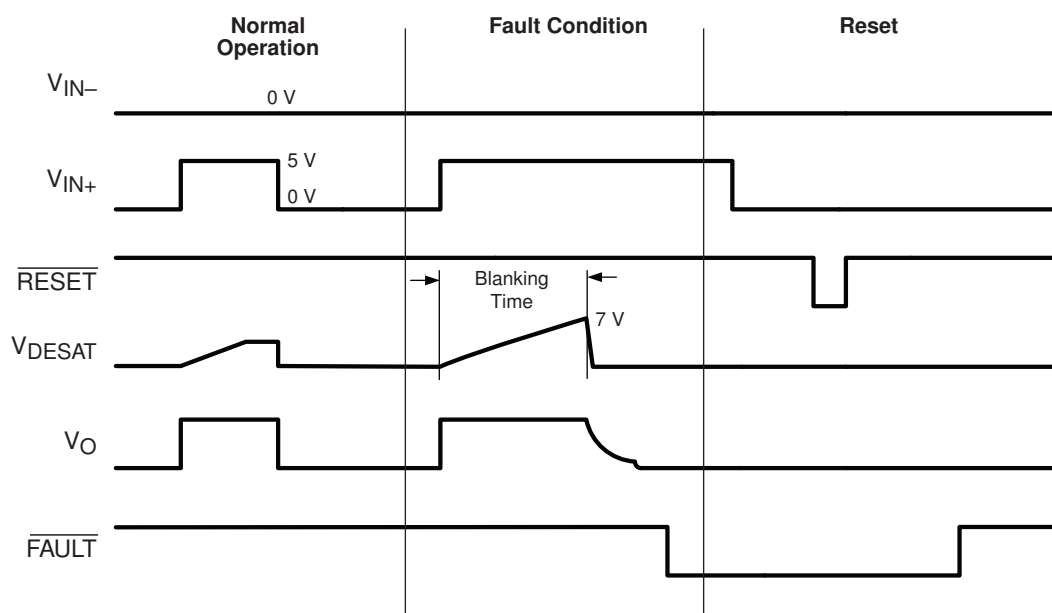 Normal
Operation
Fault Condition
Reset
VIN–
0 V
VIN+
5 V
0 V
RESET
Blanking
Time
7 V
VDESAT
VO
FAULT